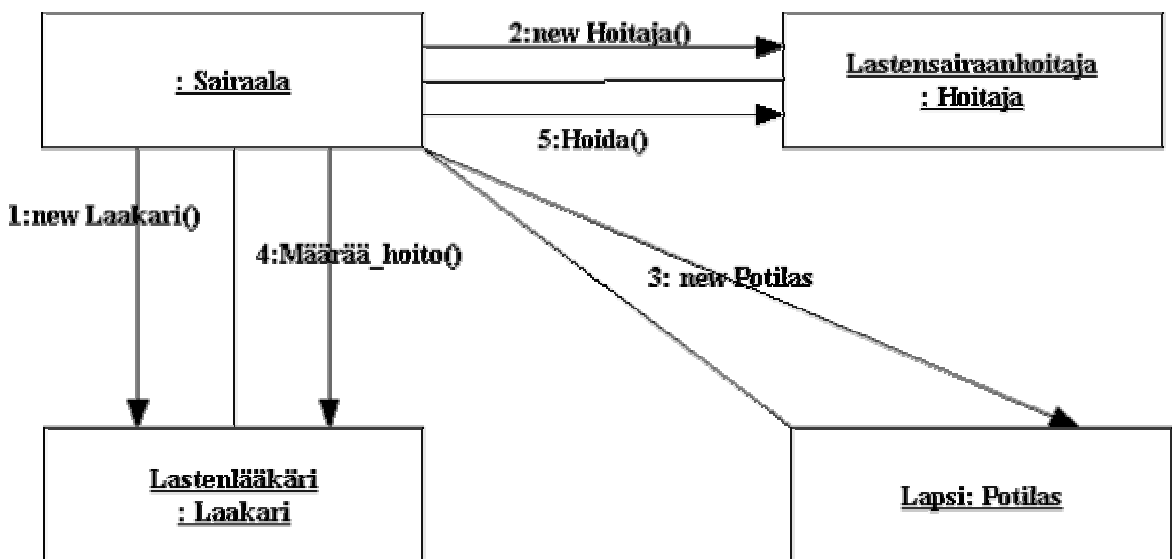 2:new Hoitaja()
: Sairaala
Lastensairaanhoitaja
: Hoitaja
5:Hoida()
1:new Laakari()
4:Määrää_hoito()
3: new Potilas
Lastenlääkäri
: Laakari
Lapsi: Potilas